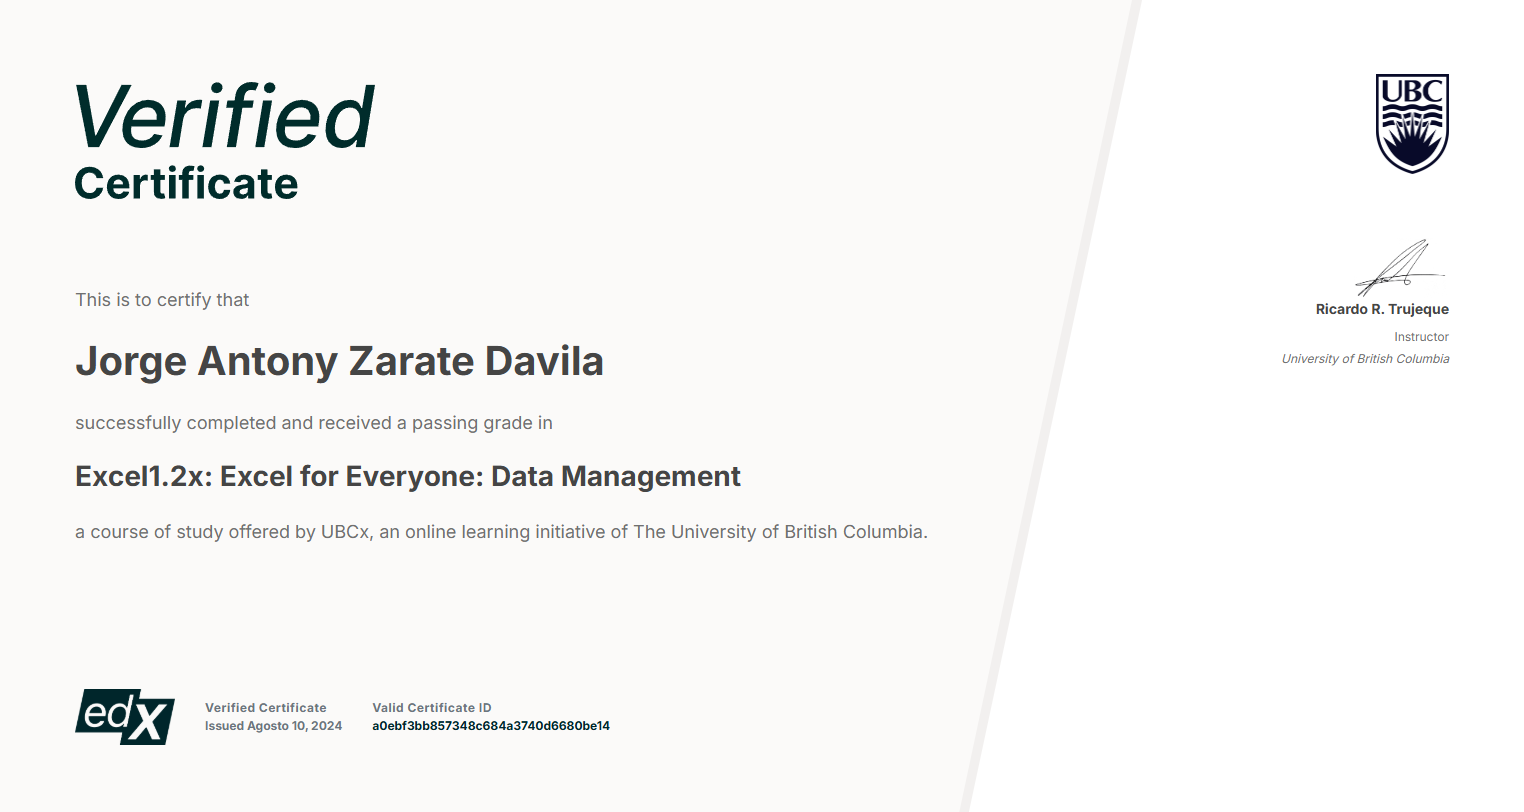 Verified
Certificate
This is to certify that
Jorge Antony Zarate Davila
successfully completed and received a passing grade in
Excel1.2x: Excel for Everyone: Data Management
a course of study offered by UBCx, an online learning initiative of The University of British Columbia.
edX
Verified Certificate
Issued Agosto 10, 2024
Valid Certificate ID
a0ebf3bb857348c684a3740d6680be14
UBC
Ricardo R. Trujeque
Instructor
University of British Columbia